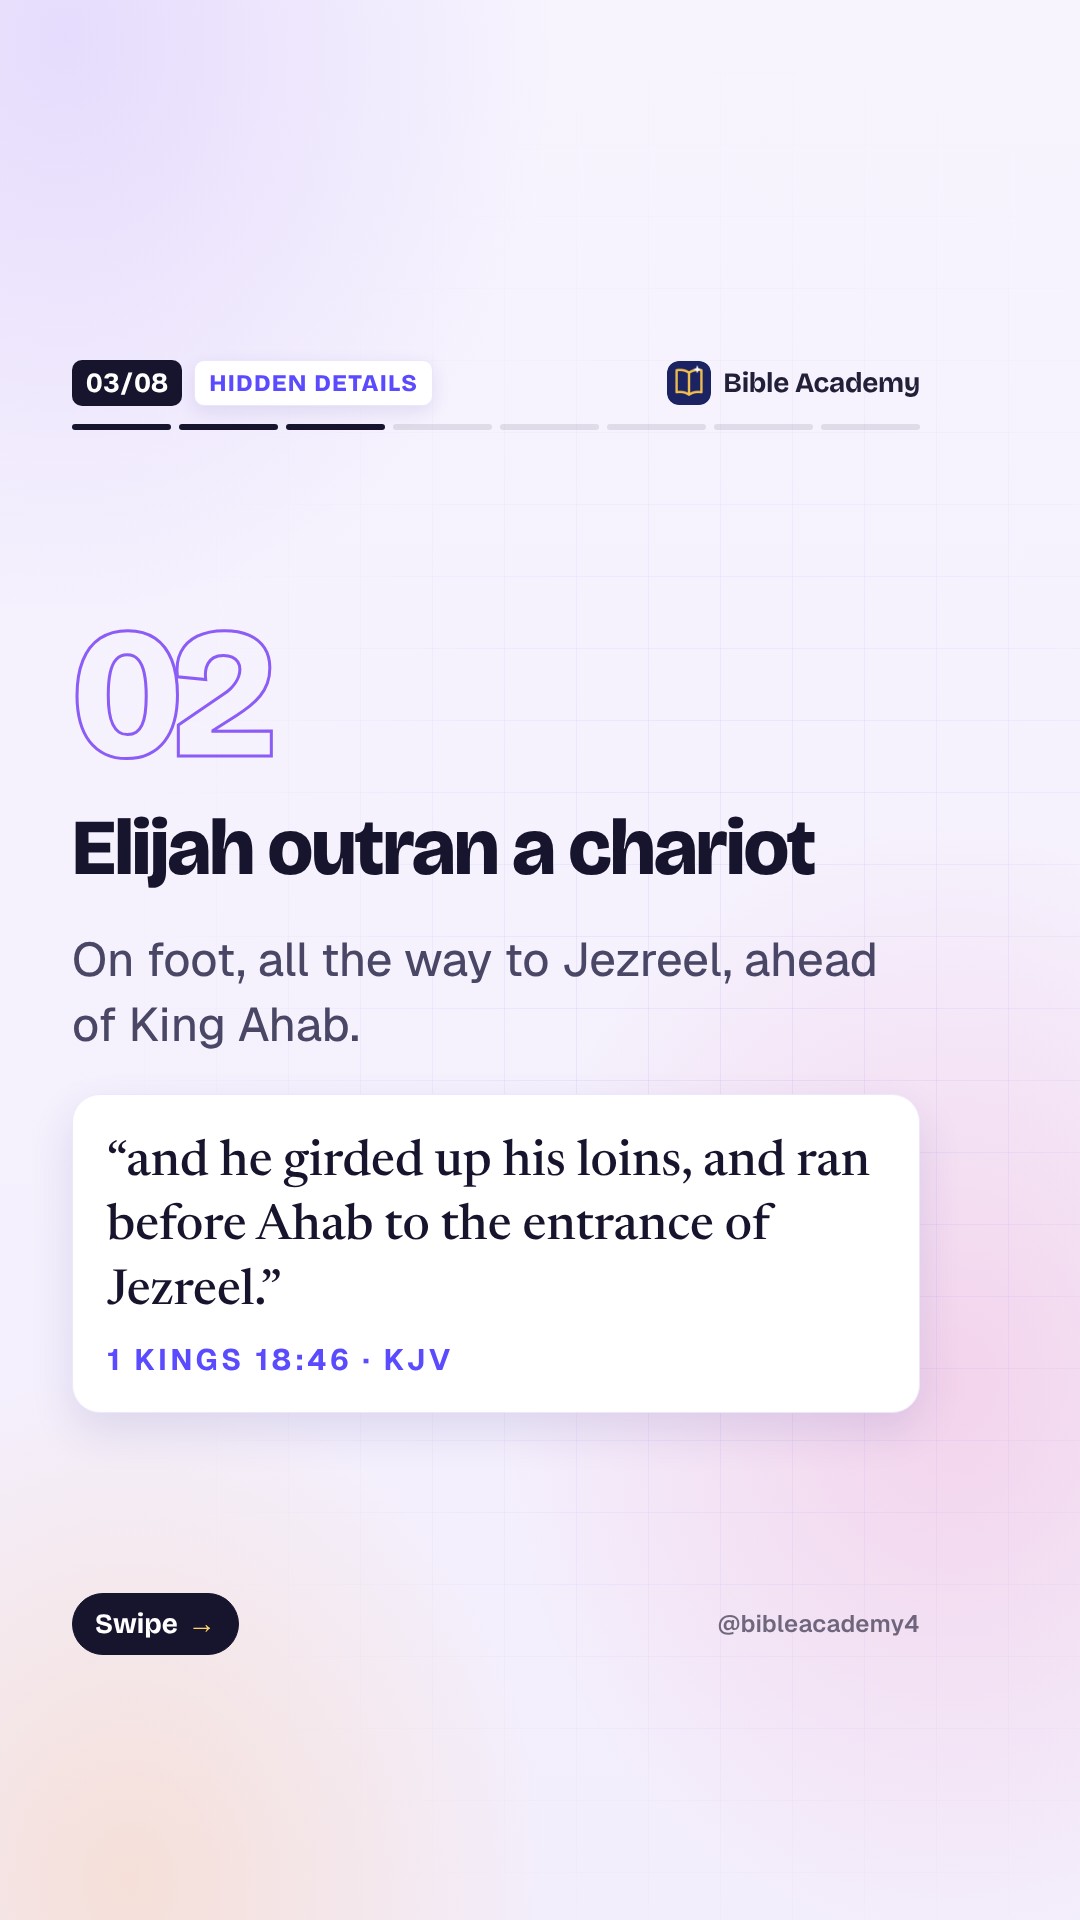 03/08
HIDDEN DETAILS
Bible Academy
02
Elijah outran a chariot
On foot, all the way to Jezreel, ahead
of King Ahab.
“and he girded up his loins, and ran
before Ahab to the entrance of
Jezreel.”
1 KINGS 18:46 · KJV
Swipe →
@bibleacademy4